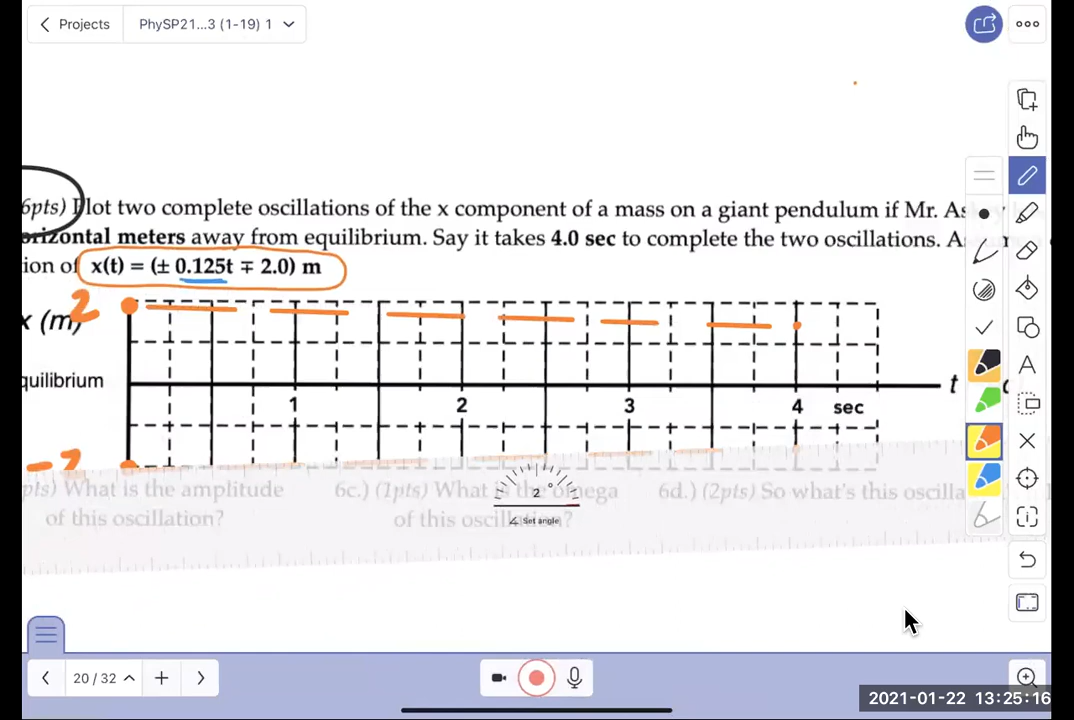 Projects
PhySP21...3 (1-19) 1
6pts) Plot two complete oscillations of the x component of a mass on a giant pendulum if Mr.
orizontal meters away from equilibrium. Say it takes 4.0 sec to complete the two oscillations.
ion of x(t) = (± 0.125t ∓ 2.0) m
2
x (m)
quilibrium
t
1 2 3 4 sec
-2
pts) What is the amplitude
of this oscillation?
6c.) (1pts) What is the omega
of this oscillation?
6d.) (2pts) So what's this oscilla
2 °
Set angle
A
20 / 32
2021-01-22 13:25:16